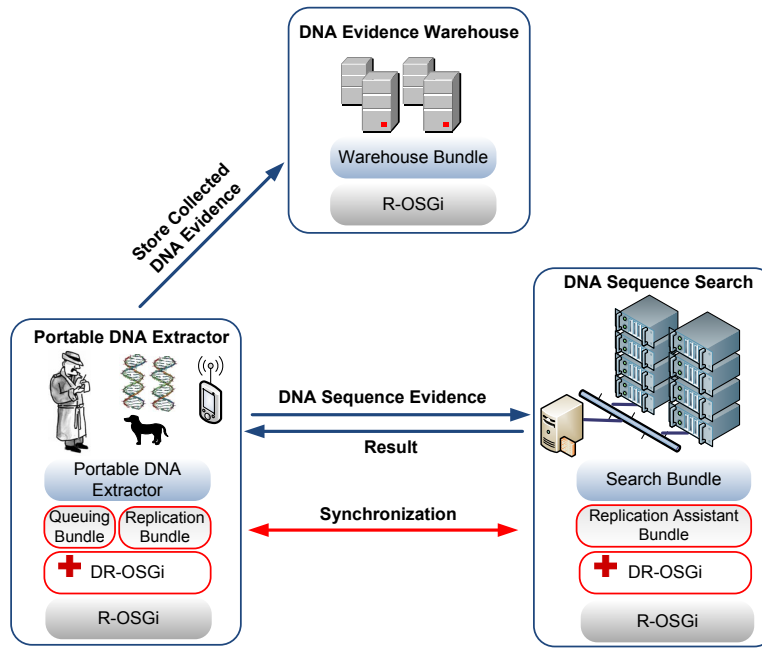 DNA Evidence Warehouse
Warehouse Bundle
R-OSGi
Store Collected
DNA Evidence
Portable DNA Extractor
Portable DNA
Extractor
Queuing
Bundle
Replication
Bundle
DR-OSGi
R-OSGi
DNA Sequence Evidence
Result
Synchronization
DNA Sequence Search
Search Bundle
Replication Assistant
Bundle
DR-OSGi
R-OSGi